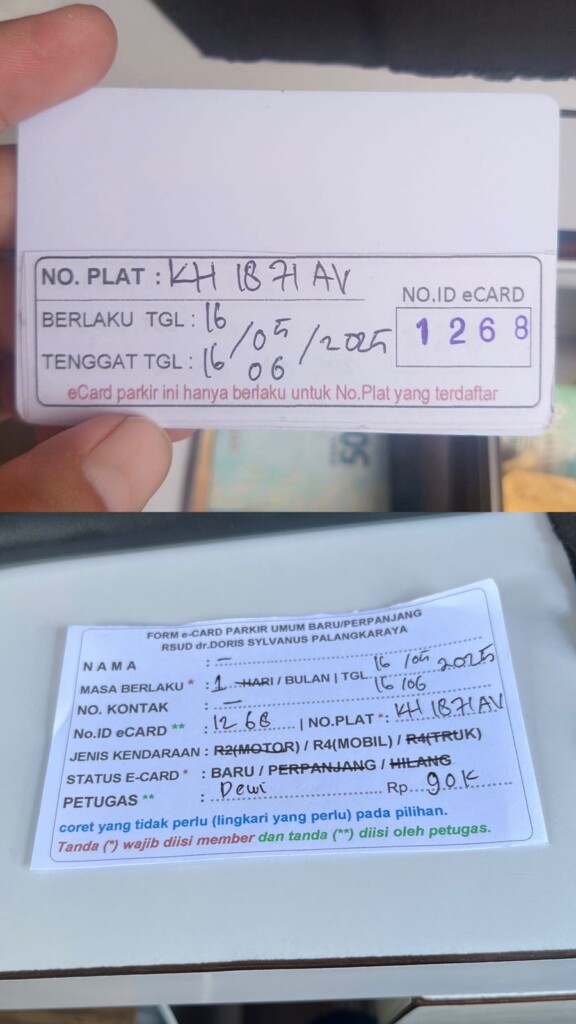 NO. PLAT : KH 1871 AV
BERLAKU TGL : 16 /05 /2025
TENGGAT TGL : 16 06
NO.ID eCARD
1268
eCard parkir ini hanya berlaku untuk No.Plat yang terdaftar
50
FORM e-CARD PARKIR UMUM BARU/PERPANJANG
RSUD dr.DORIS SYLVANUS PALANGKARAYA
NAMA : -
MASA BERLAKU * : 1 HARI / BULAN | TGL. 16 /05 2025
16 /06
NO. KONTAK : -
No.ID eCARD ** : 1268 | NO.PLAT * : KH 1871 AV
JENIS KENDARAAN : R2(MOTOR) / R4(MOBIL) / R4(TRUK)
STATUS E-CARD * : BARU / PERPANJANG / HILANG
PETUGAS ** : Dewi Rp. 90K
coret yang tidak perlu (lingkari yang perlu) pada pilihan.
Tanda (*) wajib diisi member dan tanda (**) diisi oleh petugas.